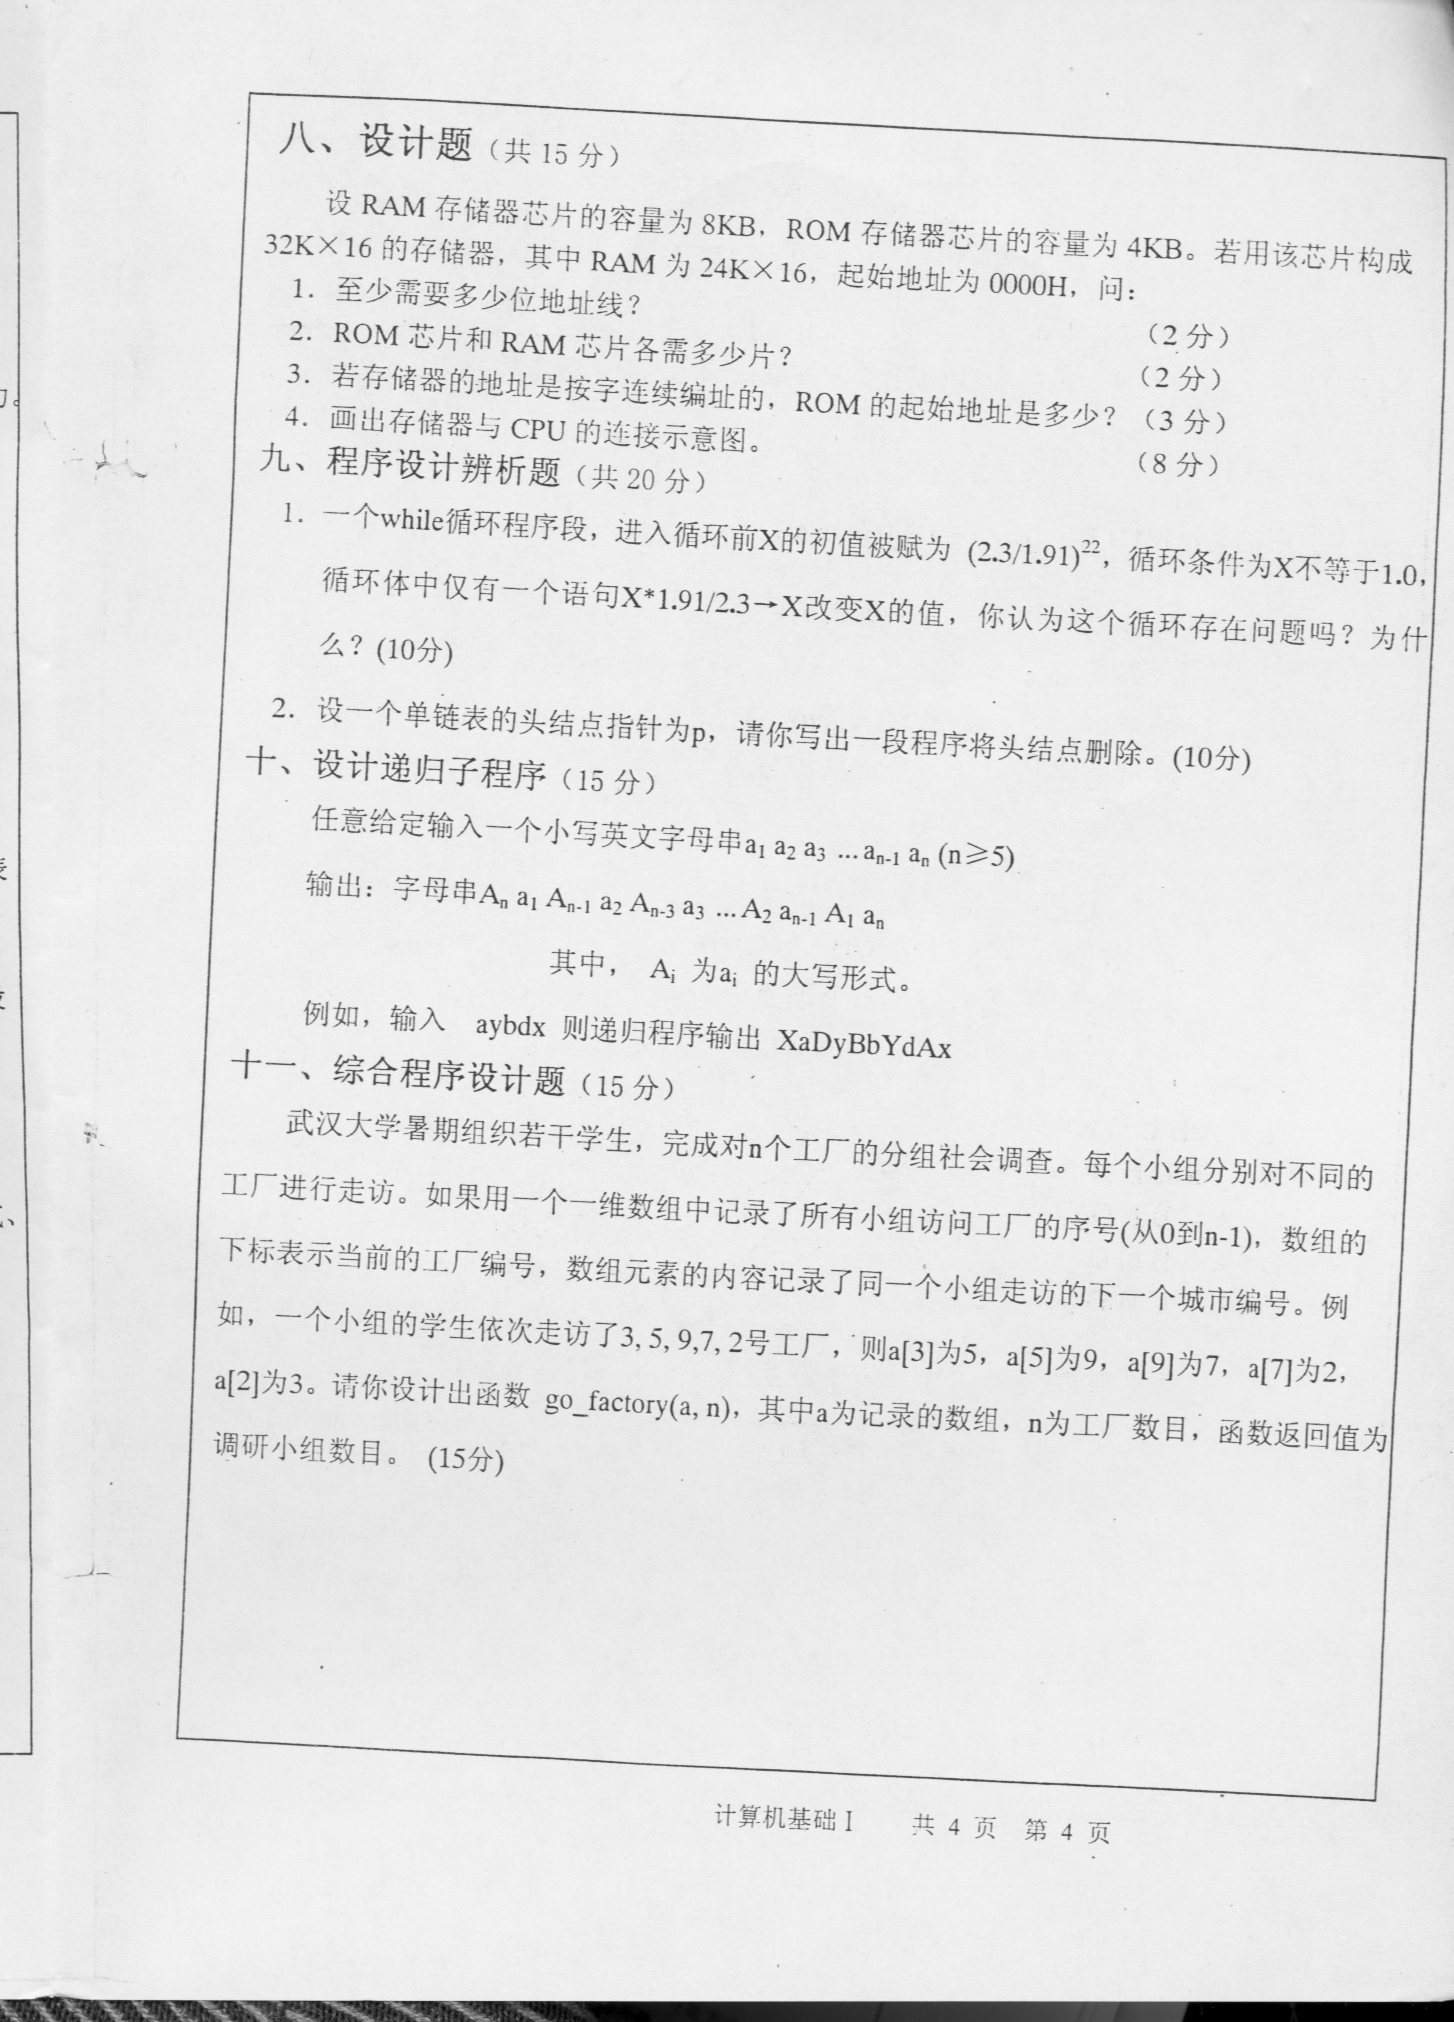 八、设计题（共 15 分）
设 RAM 存储器芯片的容量为 8KB，ROM 存储器芯片的容量为 4KB。若用该芯片构成
32K×16 的存储器，其中 RAM 为 24K×16，起始地址为 0000H，问：
1. 至少需要多少位地址线？ （2 分）
2. ROM 芯片和 RAM 芯片各需多少片？ （2 分）
3. 若存储器的地址是按字连续编址的，ROM 的起始地址是多少？ （3 分）
4. 画出存储器与 CPU 的连接示意图。 （8 分）
九、程序设计辨析题（共 20 分）
1. 一个while循环程序段，进入循环前X的初值被赋为 (2.3/1.91)²²，循环条件为X不等于1.0，
循环体中仅有一个语句X*1.91/2.3→X改变X的值，你认为这个循环存在问题吗？为什
么？(10分)
2. 设一个单链表的头结点指针为p，请你写出一段程序将头结点删除。(10分)
十、设计递归子程序（15 分）
任意给定输入一个小写英文字母串a₁ a₂ a₃ ...aₙ₋₁ aₙ (n≥5)
输出：字母串Aₙ a₁ Aₙ₋₁ a₂ Aₙ₋₃ a₃ ...A₂ aₙ₋₁ A₁ aₙ
其中， Aᵢ 为aᵢ 的大写形式。
例如，输入 aybdx 则递归程序输出 XaDyBbYdAx
十一、综合程序设计题（15 分）
武汉大学暑期组织若干学生，完成对n个工厂的分组社会调查。每个小组分别对不同的
工厂进行走访。如果用一个一维数组中记录了所有小组访问工厂的序号(从0到n-1)，数组的
下标表示当前的工厂编号，数组元素的内容记录了同一个小组走访的下一个城市编号。例
如，一个小组的学生依次走访了3, 5, 9,7, 2号工厂，则a[3]为5，a[5]为9，a[9]为7，a[7]为2，
a[2]为3。请你设计出函数 go_factory(a, n)，其中a为记录的数组，n为工厂数目，函数返回值为
调研小组数目。 (15分)
计算机基础 I 共 4 页 第 4 页